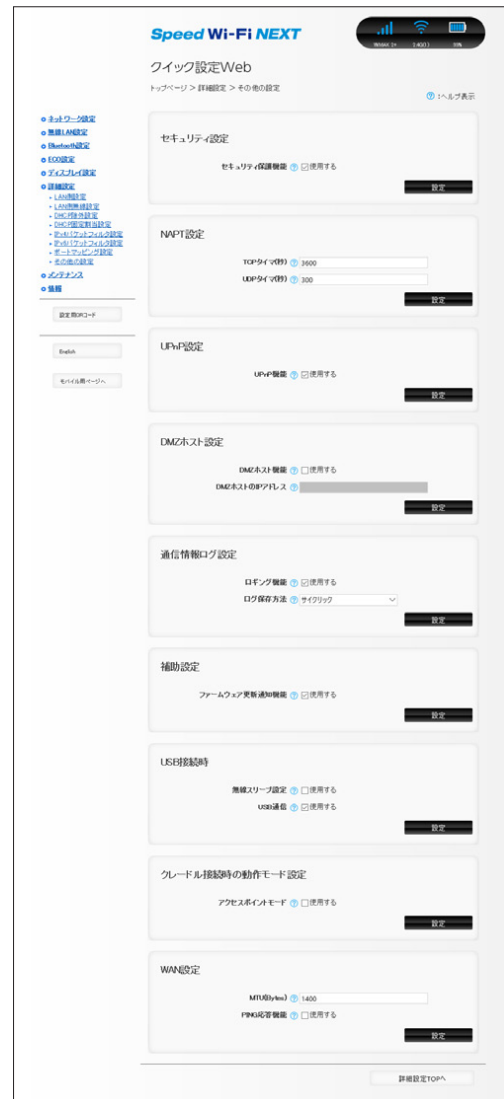 Speed Wi-Fi NEXT
クイック設定Web
トップページ > 詳細設定 > その他の設定
?:ヘルプ表示
ネットワーク設定
無線LAN設定
Bluetooth設定
ECO設定
ディスプレイ設定
詳細設定
LAN側設定
LAN側無線設定
DHCP除外設定
DHCP固定割当設定
IPv4パケットフィルタ設定
IPv6パケットフィルタ設定
ポートマッピング設定
その他の設定
メンテナンス
情報
設定用QRコード
English
モバイル用ページへ
セキュリティ設定
セキュリティ保護機能 ? 使用する
設定
NAPT設定
TCPタイマ(秒) ? 3600
UDPタイマ(秒) ? 300
設定
UPnP設定
UPnP機能 ? 使用する
設定
DMZホスト設定
DMZホスト機能 ? 使用する
DMZホストのIPアドレス ?
設定
通信情報ログ設定
ロギング機能 ? 使用する
ログ保存方法 ? サイクリック
設定
補助設定
ファームウェア更新通知機能 ? 使用する
設定
USB接続時
無線スリープ設定 ? 使用する
USB通信 ? 使用する
設定
クレードル接続時の動作モード設定
アクセスポイントモード ? 使用する
設定
WAN設定
MTU(Bytes) ? 1400
PING応答機能 ? 使用する
設定
詳細設定TOPへ